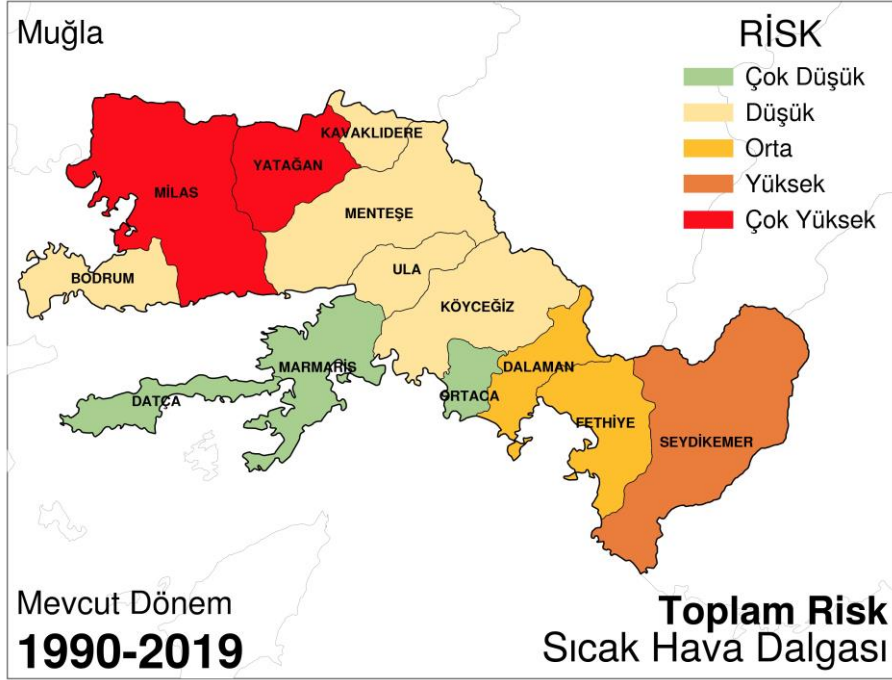 Muğla
RİSK
Çok Düşük
Düşük
Orta
Yüksek
Çok Yüksek
KAVAKLIDERE
YATAĞAN
MİLAS
MENTEŞE
BODRUM
ULA
KÖYCEĞİZ
MARMARİS
DALAMAN
DATÇA
ORTACA
FETHİYE
SEYDİKEMER
Mevcut Dönem
1990-2019
Toplam Risk
Sıcak Hava Dalgası